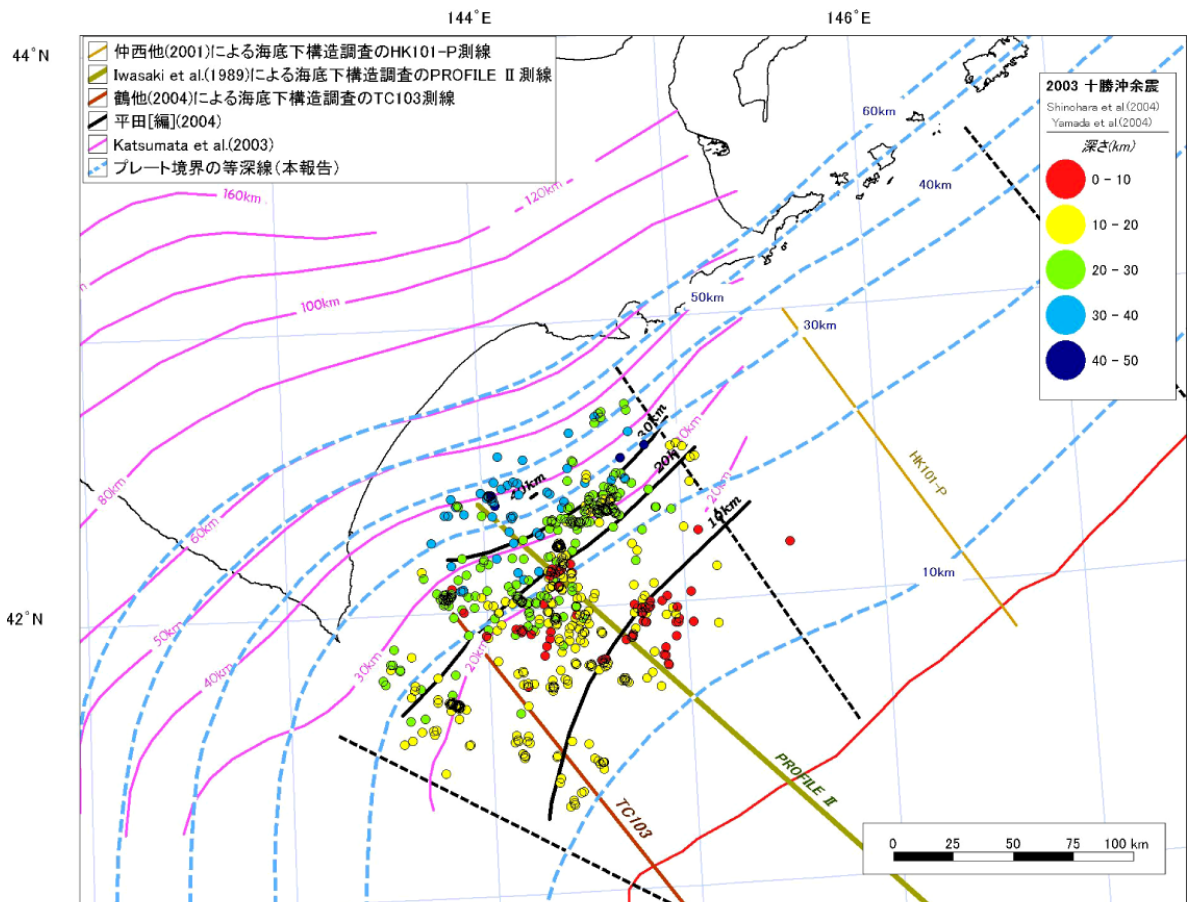 144°E
146°E
44°N
42°N
仲西他(2001)による海底下構造調査のHK101-P測線
Iwasaki et al.(1989)による海底下構造調査のPROFILE Ⅱ 測線
鶴他(2004)による海底下構造調査のTC103測線
平田[編](2004)
Katsumata et al.(2003)
プレート境界の等深線(本報告)
2003 十勝沖余震
Shinohara et al.(2004)
Yamada et al.(2004)
深さ(km)
0 - 10
10 - 20
20 - 30
30 - 40
40 - 50
60km
40km
50km
30km
10km
160km
120km
100km
80km
60km
50km
40km
30km
20km
20km
30km
10km
HK101-P
PROFILE Ⅱ
TC103
0 25 50 75 100 km